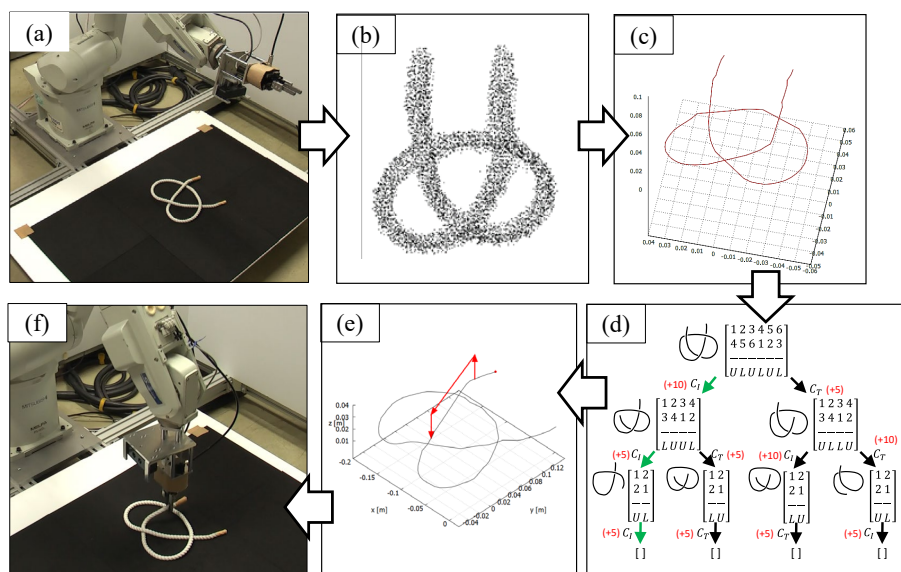 (a)
(b)
(c)
0.1
0.08
0.06
0.04
0.02
0
0.06
0.05
0.04
0.03
0.02
0.01
0
-0.01
-0.02
-0.03
-0.04
-0.05
0.04 0.03 0.02 0.01 0 -0.01 -0.02 -0.03 -0.04 -0.05 -0.06
(f)
(e)
0.04
0.03
0.02
0.01
z [m]
-0.2
-0.15
-0.1
-0.05
0
x [m]
-0.04
-0.02
0
0.02
0.04
0.06
0.08
0.1
0.12
y [m]
(d)
1 2 3 4 5 6
4 5 6 1 2 3
— — — — — —
U L U L U L
(+10) C_I
C_T (+5)
1 2 3 4
3 4 1 2
— — — —
U L U U L
1 2 3 4
3 4 1 2
— — — —
U L L U
(+5) C_I
C_T (+5)
(+10) C_I
(+10)
C_T
1 2
2 1
— —
U L
1 2
2 1
— —
L U
1 2
2 1
— —
L U
1 2
2 1
— —
U L
(+5) C_I
(+5) C_T
(+5) C_T
(+5) C_I
[ ]
[ ]
[ ]
[ ]